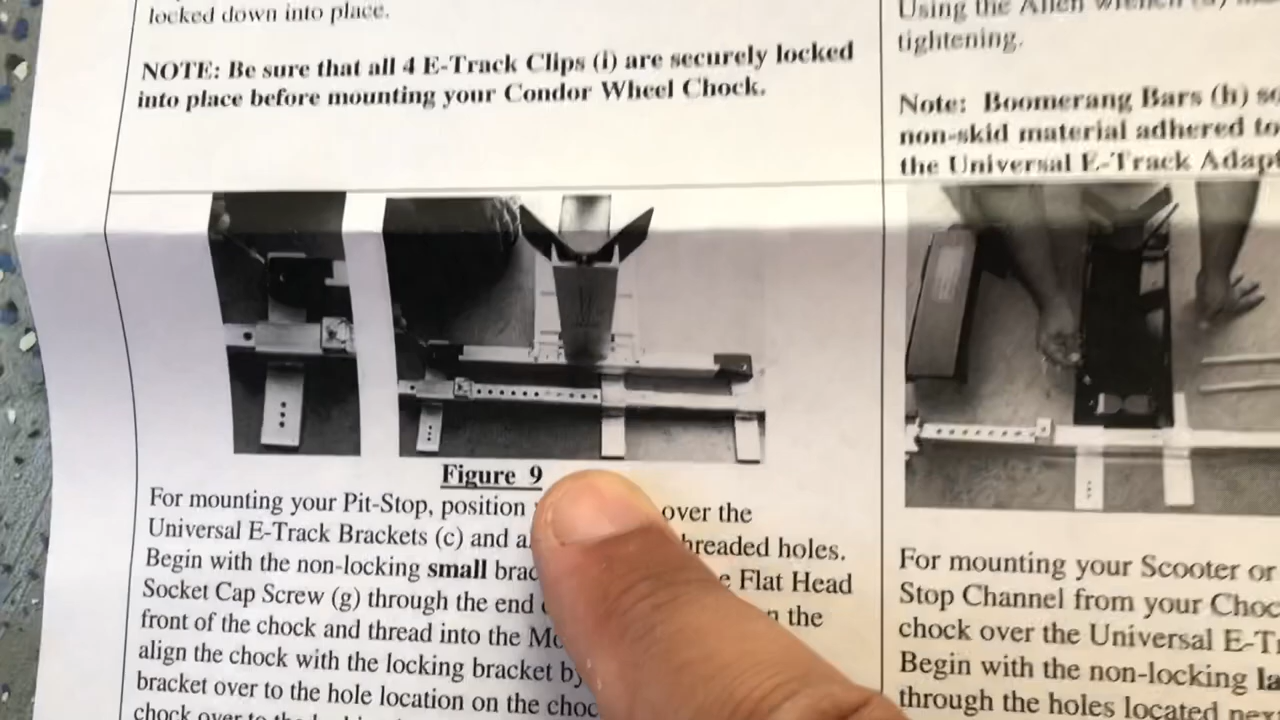 locked down into place.
NOTE: Be sure that all 4 E-Track Clips (i) are securely locked
into place before mounting your Condor Wheel Chock.
Figure 9
For mounting your Pit-Stop, position
over the
Universal E-Track Brackets (c) and a
hreaded holes.
Begin with the non-locking small brac
e Flat Head
Socket Cap Screw (g) through the end
n the
front of the chock and thread into the Mo
align the chock with the locking bracket by
bracket over to the hole location on the choc
chock over to the
Using the Allen wrench
tightening.
Note: Boomerang Bars (h) so
non-skid material adhered to
the Universal E-Track Adapt
For mounting your Scooter or
Stop Channel from your Choc
chock over the Universal E-T
Begin with the non-locking la
through the holes located nex